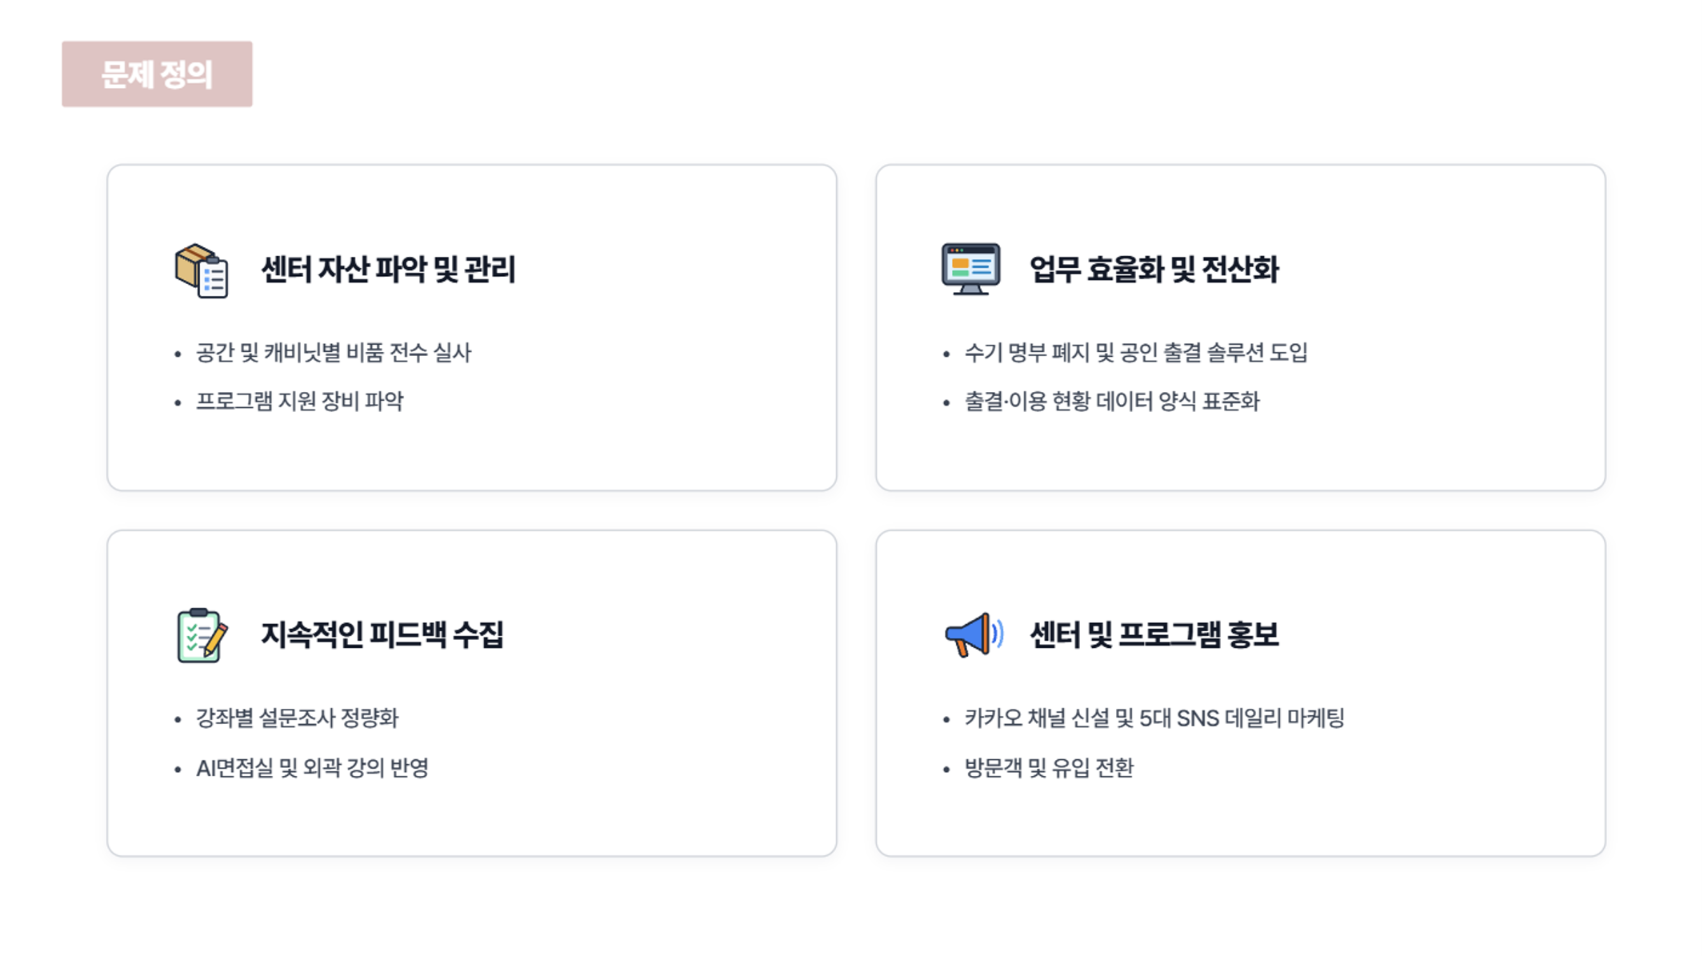 문제 정의
센터 자산 파악 및 관리
• 공간 및 캐비닛별 비품 전수 실사
• 프로그램 지원 장비 파악
업무 효율화 및 전산화
• 수기 명부 폐지 및 공인 출결 솔루션 도입
• 출결·이용 현황 데이터 양식 표준화
지속적인 피드백 수집
• 강좌별 설문조사 정량화
• AI면접실 및 외곽 강의 반영
센터 및 프로그램 홍보
• 카카오 채널 신설 및 5대 SNS 데일리 마케팅
• 방문객 및 유입 전환